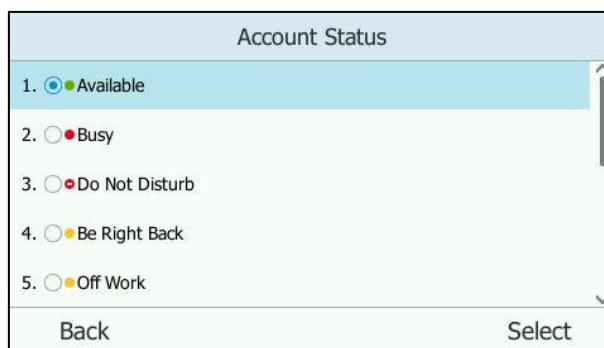 Account Status
1. Available
2. Busy
3. Do Not Disturb
4. Be Right Back
5. Off Work
Back Select